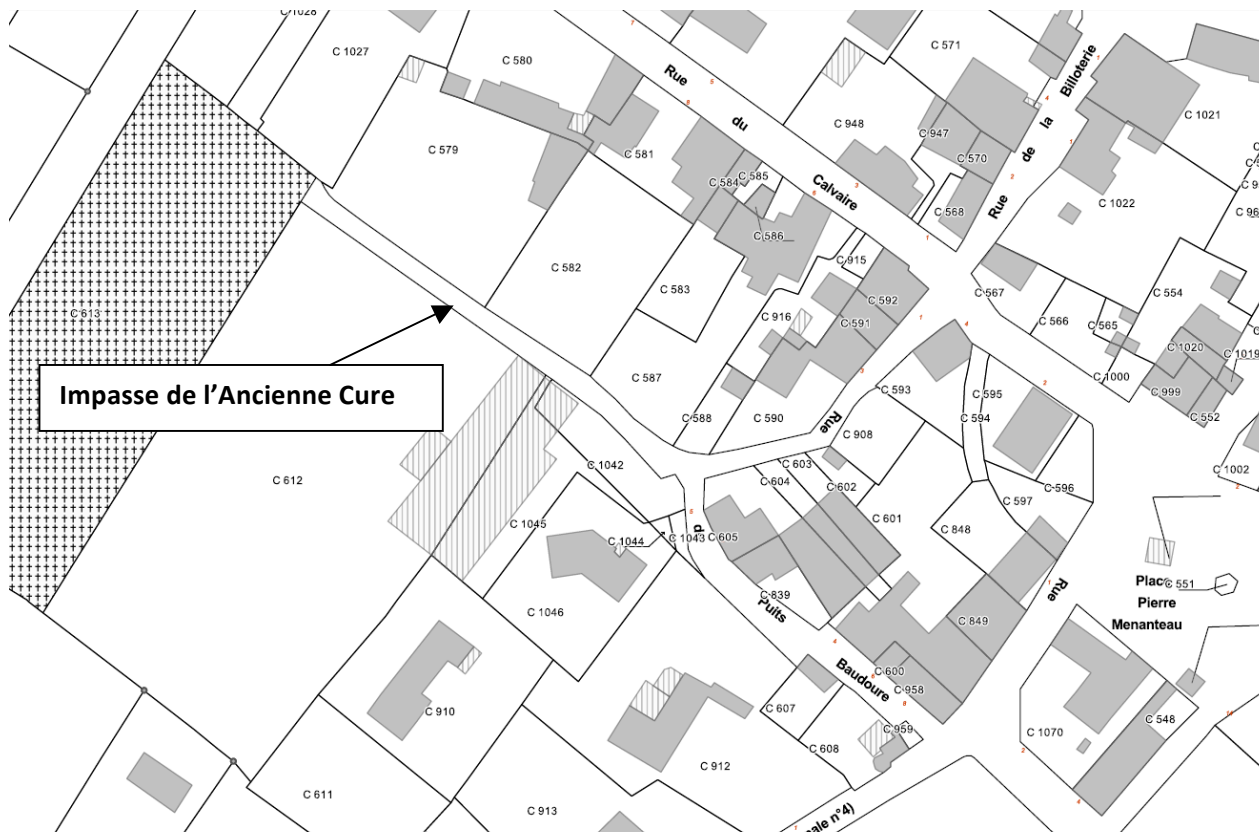 C 1028
C 1027
C 580
C 571
C 579
C 581
C 948
C 947
C 570
C 568
C 1021
C 1022
Rue
du
Calvaire
Rue
de
la
Billoterie
C 584
C 585
C 586
C 582
C 583
C 915
C 592
C 591
C 916
C 567
C 566
C 565
C 554
C 1020
C 1019
C 1000
C 999
C 552
C 1002
C 613
Impasse de l’Ancienne Cure
C 587
C 588
C 590
Rue
C 593
C 908
C 595
C 594
C 596
C 597
C 603
C 604
C 602
C 601
C 848
C 612
C 1042
C 1045
C 1044
C 1043
C 605
du
C 1046
C 839
Puits
Baudoure
C 849
C 600
C 958
C 959
C 607
C 608
Rue
Place
C 551
Pierre
Menanteau
C 910
C 912
C 611
C 913
C 1070
C 548
ale n°4)